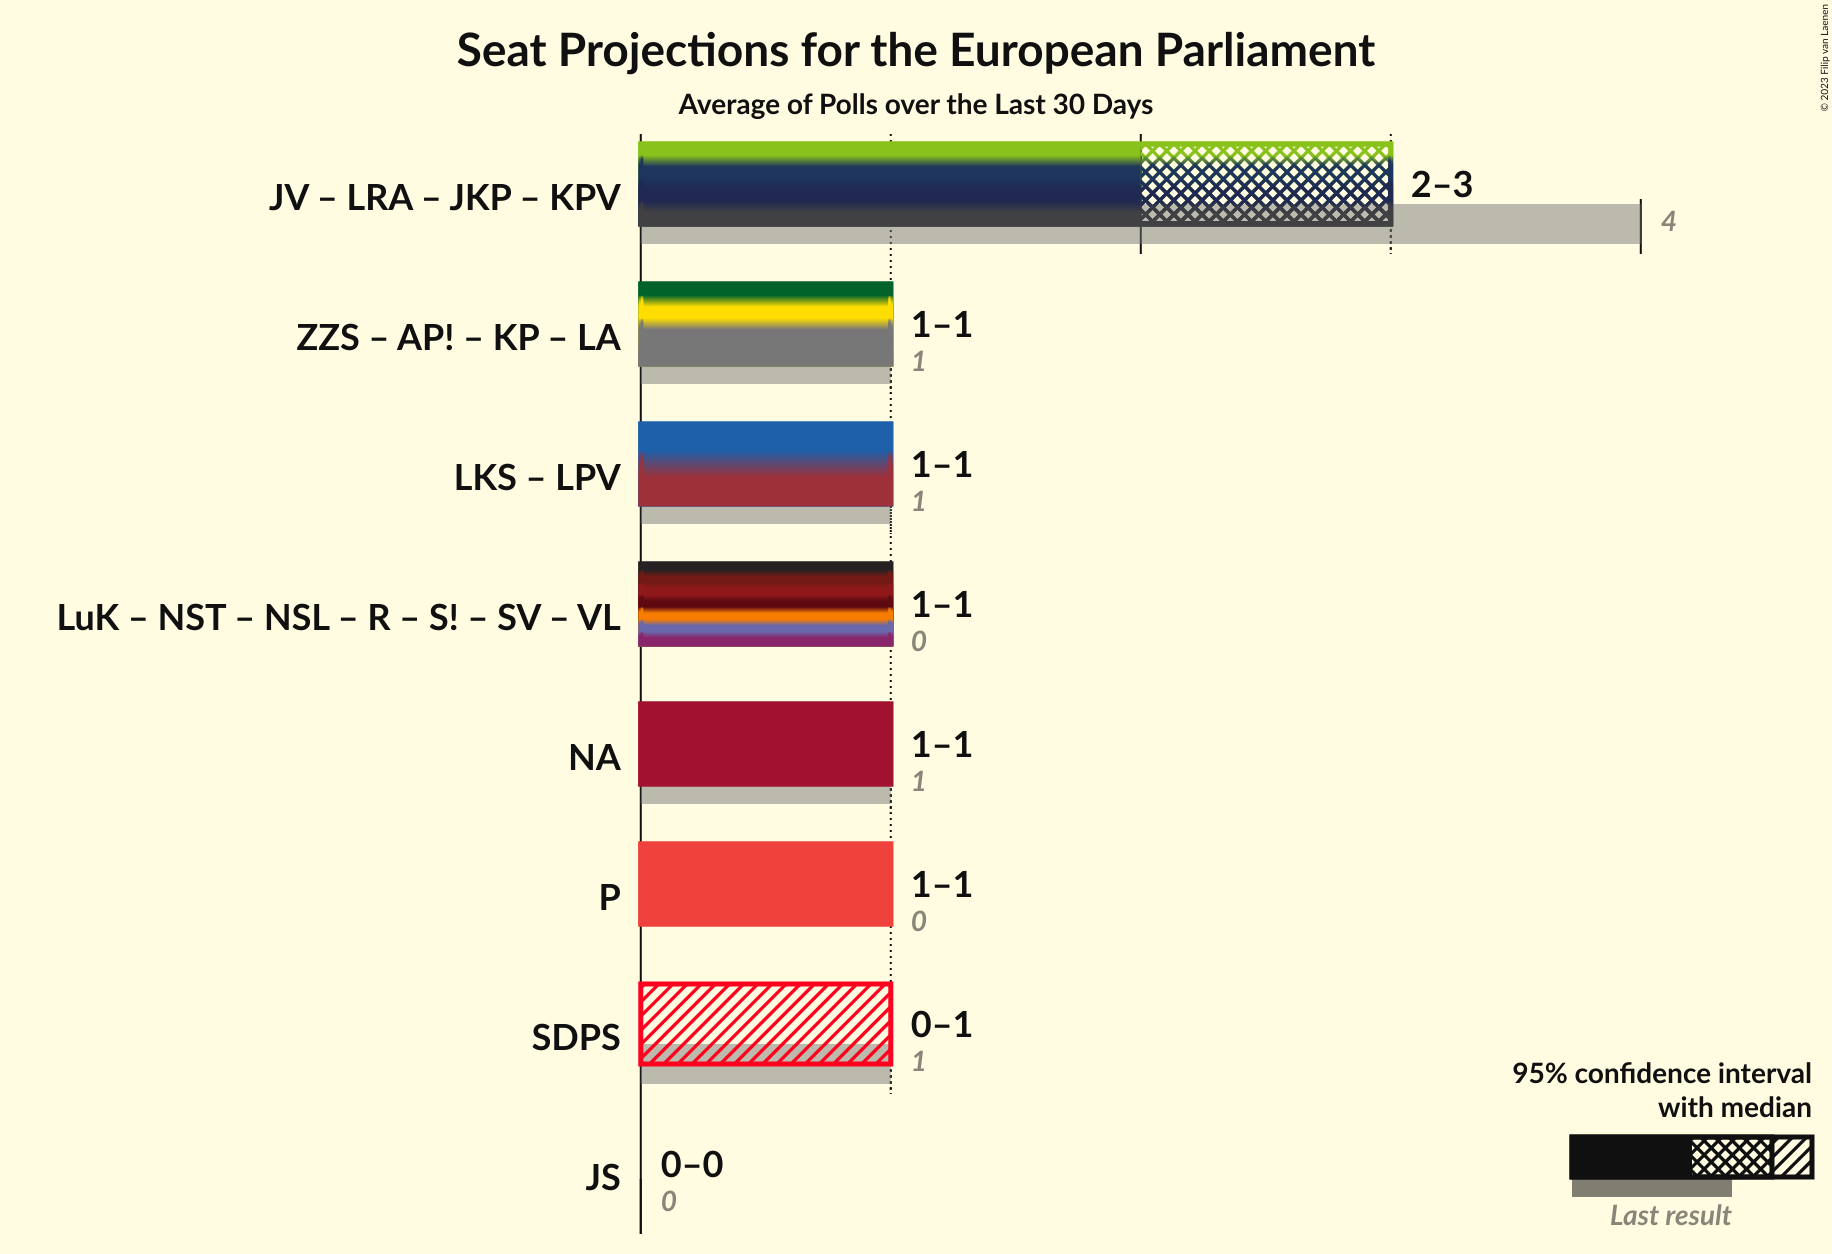 Seat Projections for the European Parliament
Average of Polls over the Last 30 Days
© 2023 Filip van Laenen
JV – LRA – JKP – KPV
2–3
4
ZZS – AP! – KP – LA
1–1
1
LKS – LPV
1–1
1
LuK – NST – NSL – R – S! – SV – VL
1–1
0
NA
1–1
1
P
1–1
0
SDPS
0–1
1
JS
0–0
0
95% confidence interval
with median
Last result